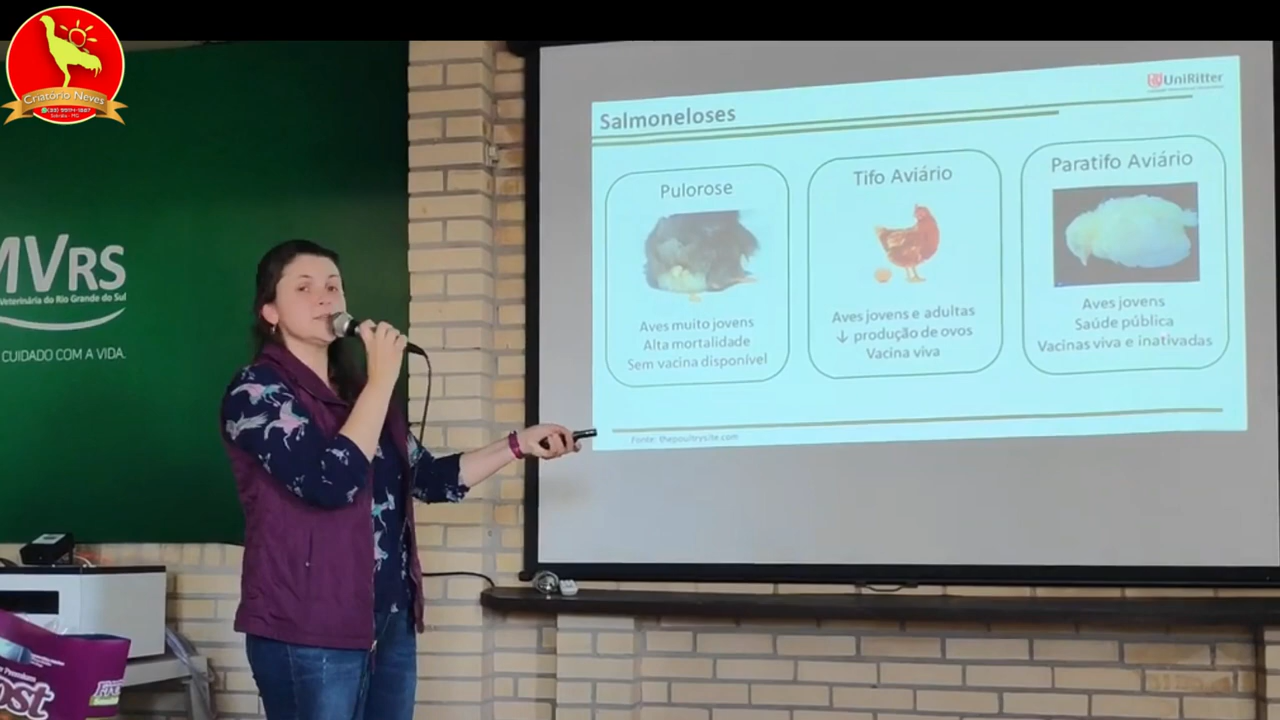 Criatório Neves
MVRS
Veterinária do Rio Grande do Sul
CUIDADO COM A VIDA.
UniRitter
Salmoneloses
Pulorose
Aves muito jovens
Alta mortalidade
Sem vacina disponível
Tifo Aviário
Aves jovens e adultas
↓ produção de ovos
Vacina viva
Paratifo Aviário
Aves jovens
Saúde pública
Vacinas viva e inativadas
Fonte: thepoultrysite.com